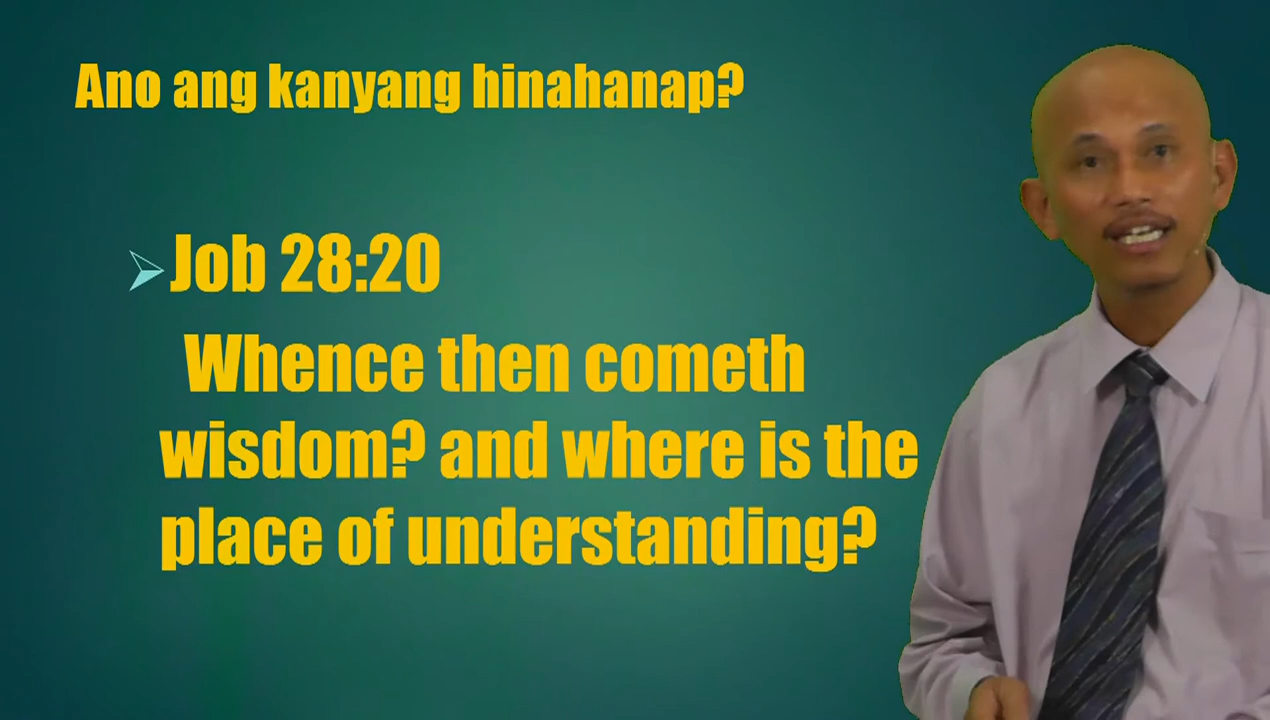 Ano ang kanyang hinahanap?
Job 28:20
Whence then cometh
wisdom? and where is the
place of understanding?